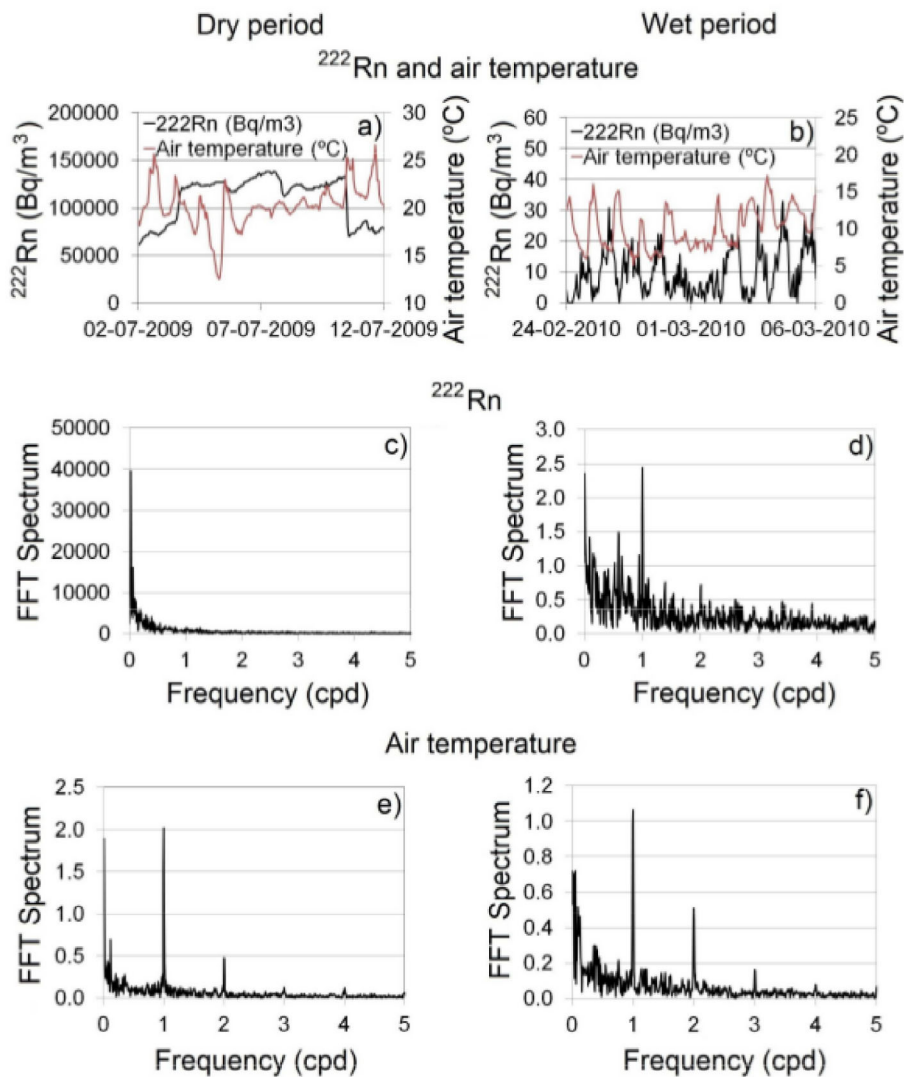 Dry period Wet period
²²²Rn and air temperature
200000 30 60 25
150000 25 50 20
100000 20 40 15
50000 15 30 10
0 10 20 5
10 0
0
a) b)
—222Rn (Bq/m3) —222Rn (Bq/m3)
—Air temperature (ºC) —Air temperature (ºC)
²²²Rn (Bq/m³) Air temperature (ºC) ²²²Rn (Bq/m³) Air temperature (ºC)
02-07-2009 07-07-2009 12-07-2009 24-02-2010 01-03-2010 06-03-2010
²²²Rn
50000 c) 3.0 d)
40000 2.5
30000 2.0
20000 1.5
10000 1.0
0 0.5
0.0
FFT Spectrum FFT Spectrum
0 1 2 3 4 5 0 1 2 3 4 5
Frequency (cpd) Frequency (cpd)
Air temperature
2.5 e) 1.2 f)
2.0 1.0
1.5 0.8
1.0 0.6
0.5 0.4
0.0 0.2
0.0
FFT Spectrum FFT Spectrum
0 1 2 3 4 5 0 1 2 3 4 5
Frequency (cpd) Frequency (cpd)